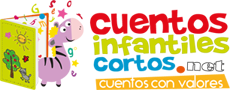 cuentos
infantiles
cortos.net
cuentos con valores